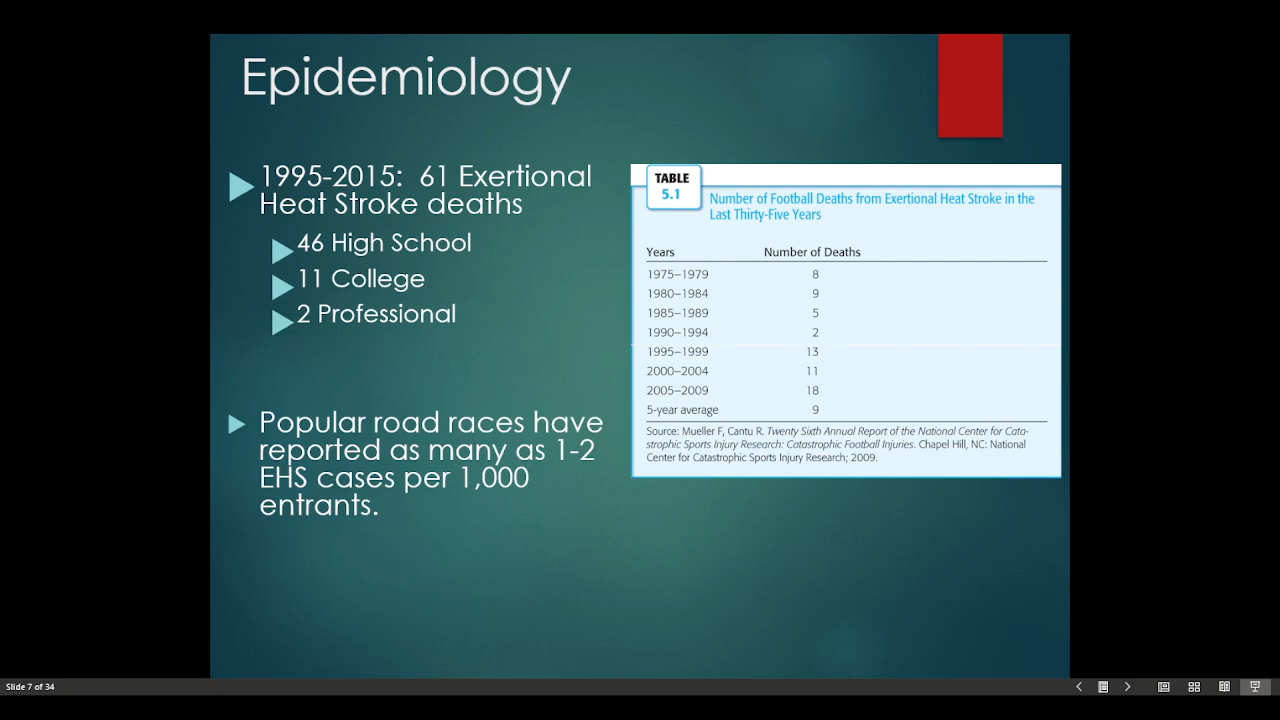 Epidemiology
1995-2015: 61 Exertional
Heat Stroke deaths
46 High School
11 College
2 Professional
Popular road races have
reported as many as 1-2
EHS cases per 1,000
entrants.
TABLE
5.1
Number of Football Deaths from Exertional Heat Stroke in the
Last Thirty-Five Years
Years Number of Deaths
1975–1979 8
1980–1984 9
1985–1989 5
1990–1994 2
1995–1999 13
2000–2004 11
2005–2009 18
5-year average 9
Source: Mueller F, Cantu R. Twenty Sixth Annual Report of the National Center for Cata-
strophic Sports Injury Research: Catastrophic Football Injuries. Chapel Hill, NC: National
Center for Catastrophic Sports Injury Research; 2009.
Slide 7 of 34